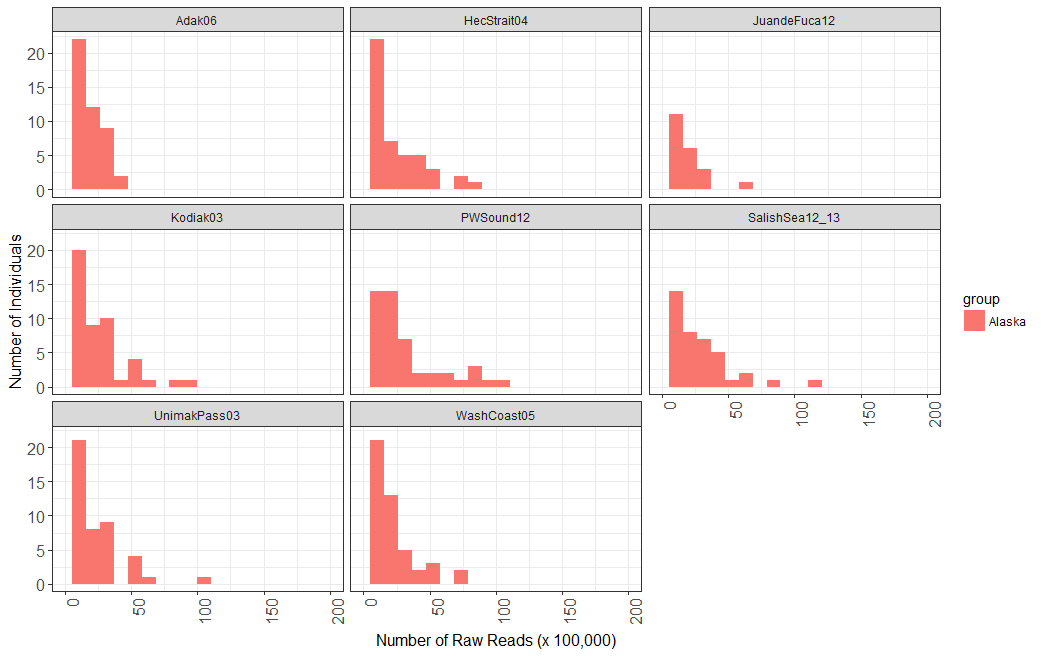 Adak06 HecStrait04 JuandeFuca12
20
15
10
5
0
Kodiak03 PWSound12 SalishSea12_13
20
15
10
5
0
0 50 100 150 200
UnimakPass03 WashCoast05
20
15
10
5
0
0 50 100 150 200 0 50 100 150 200
Number of Individuals
Number of Raw Reads (x 100,000)
group
Alaska